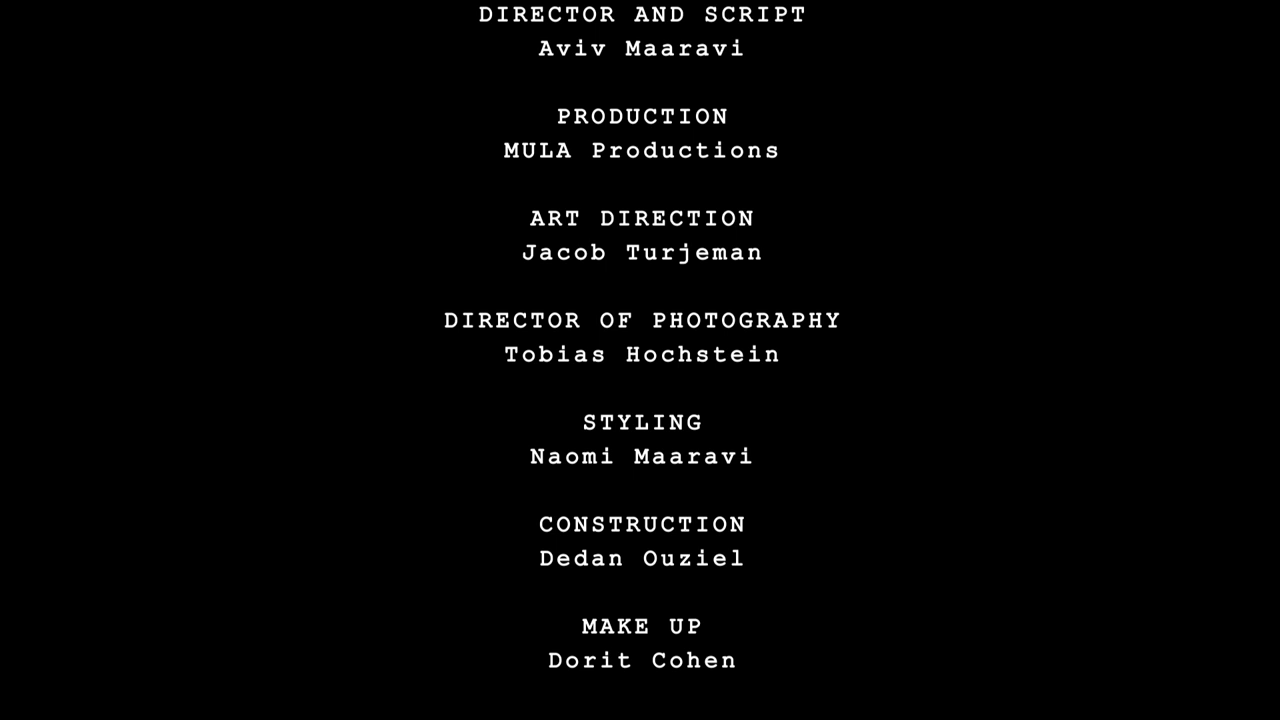 DIRECTOR AND SCRIPT
Aviv Maaravi
PRODUCTION
MULA Productions
ART DIRECTION
Jacob Turjeman
DIRECTOR OF PHOTOGRAPHY
Tobias Hochstein
STYLING
Naomi Maaravi
CONSTRUCTION
Dedan Ouziel
MAKE UP
Dorit Cohen